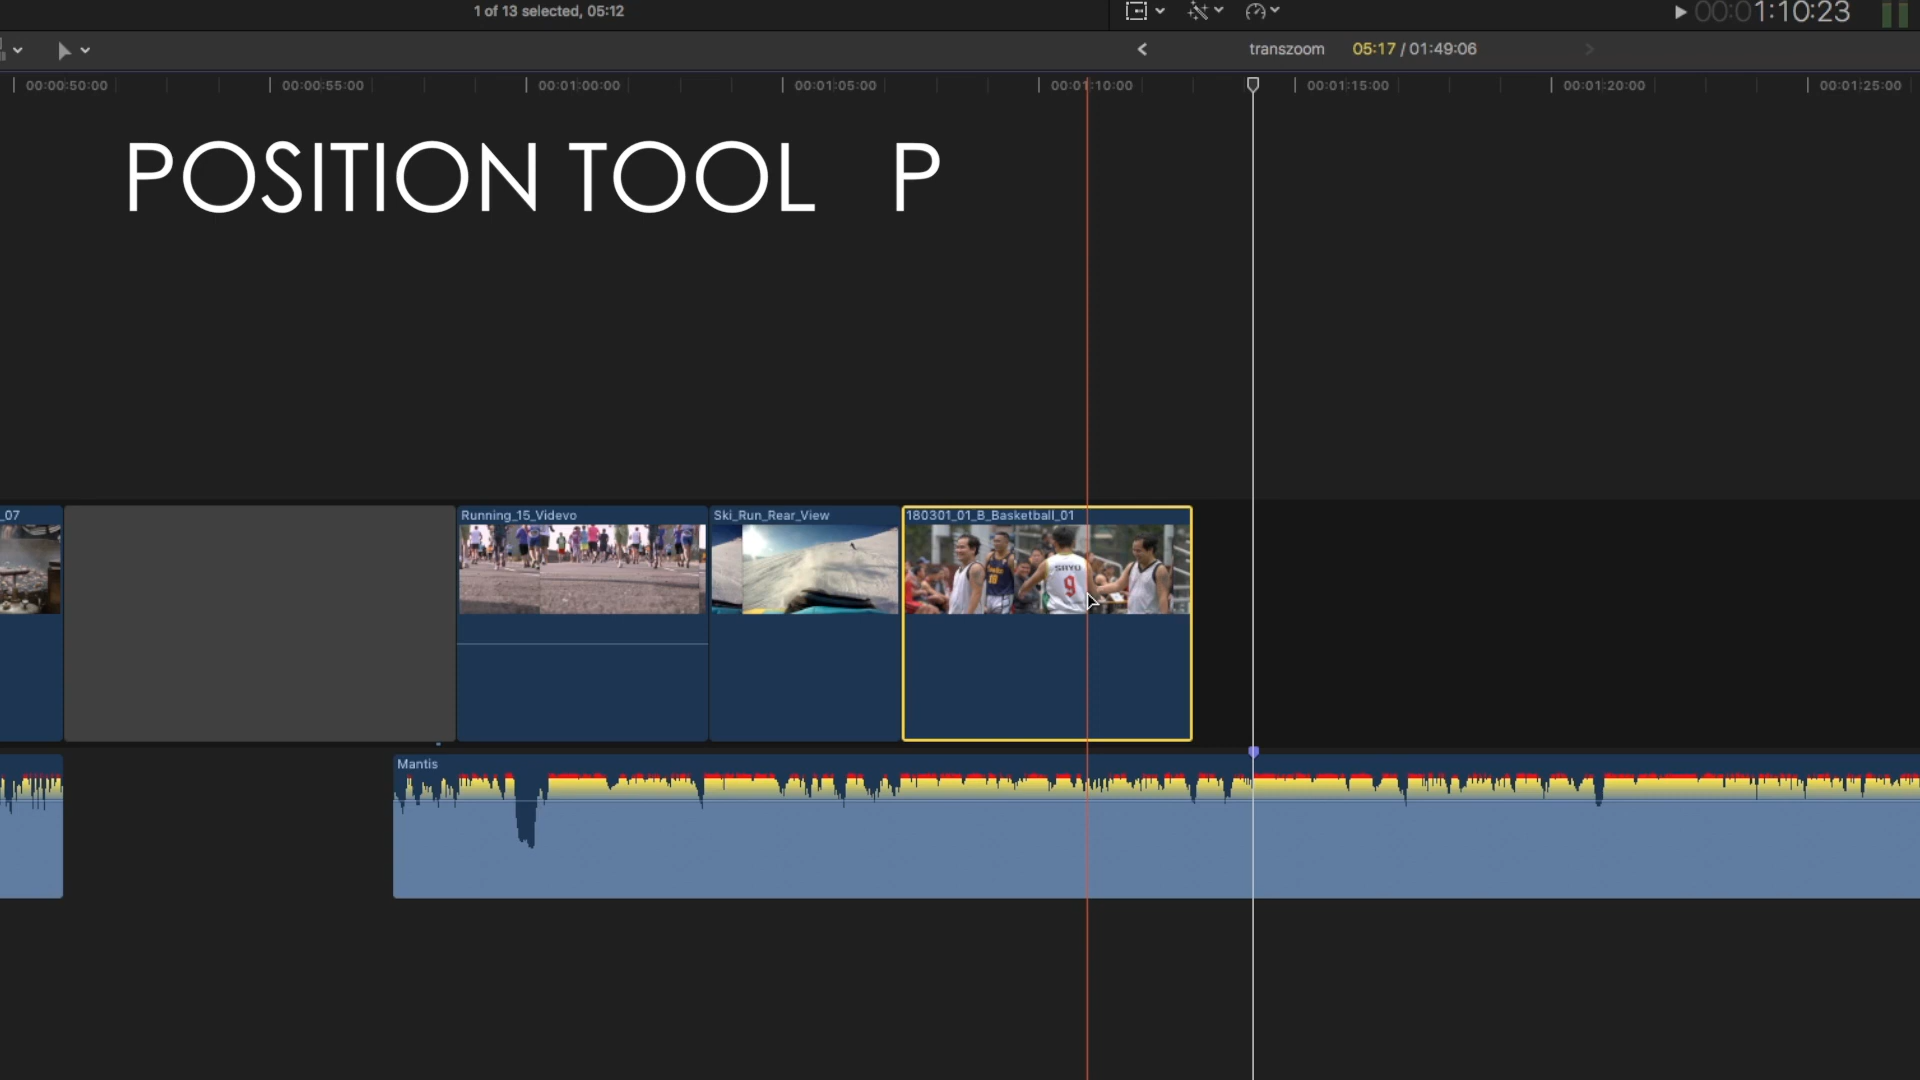 1 of 13 selected, 05:12
00:01:10:23
transzoom 05:17 / 01:49:06
00:00:50:00 00:00:55:00 00:01:00:00 00:01:05:00 00:01:10:00 00:01:15:00 00:01:20:00 00:01:25:00
POSITION TOOL P
_07 Running_15_Videvo Ski_Run_Rear_View 180301_01_B_Basketball_01
SAYU
9
Mantis